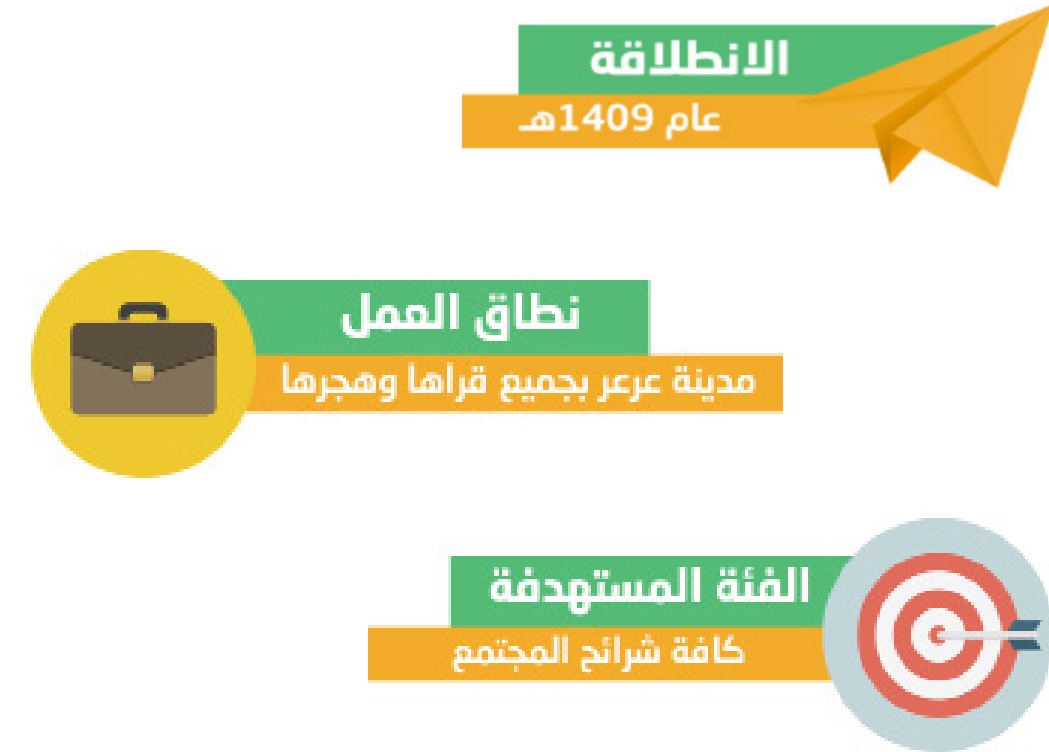 الانطلاقة
عام 1409هـ
نطاق العمل
مدينة عرعر بجميع قراها وهجرها
الفئة المستهدفة
كافة شرائح المجتمع